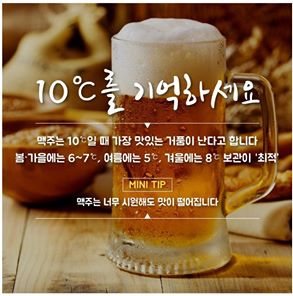 10℃를 기억하세요
맥주는 10℃일 때 가장 맛있는 거품이 난다고 합니다
봄·가을에는 6~7℃, 여름에는 5℃, 겨울에는 8℃ 보관이 '최적'
MINI TIP
맥주는 너무 시원해도 맛이 떨어집니다